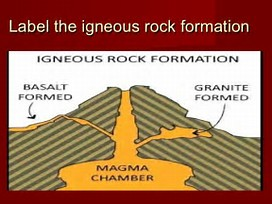 Label the igneous rock formation
IGNEOUS ROCK FORMATION
BASALT
FORMED
GRANITE
FORMED
MAGMA
CHAMBER